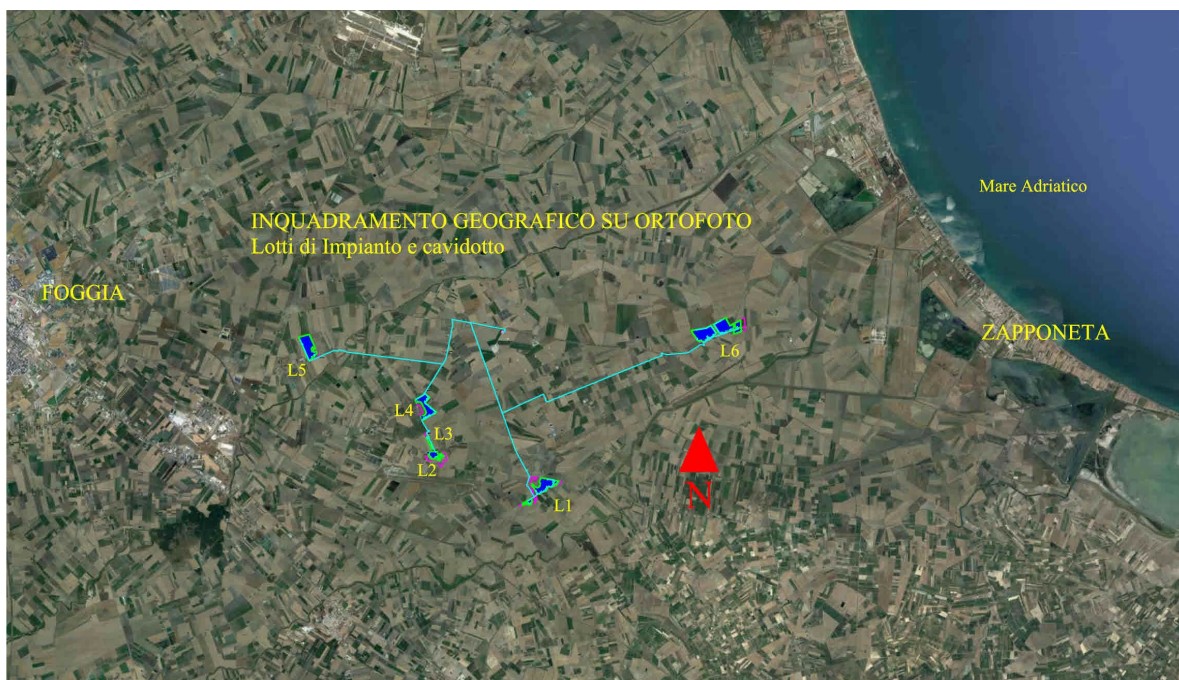 Mare Adriatico
INQUADRAMENTO GEOGRAFICO SU ORTOFOTO
Lotti di Impianto e cavidotto
FOGGIA
ZAPPONETA
L6
L5
L4
L3
L2
L1
N